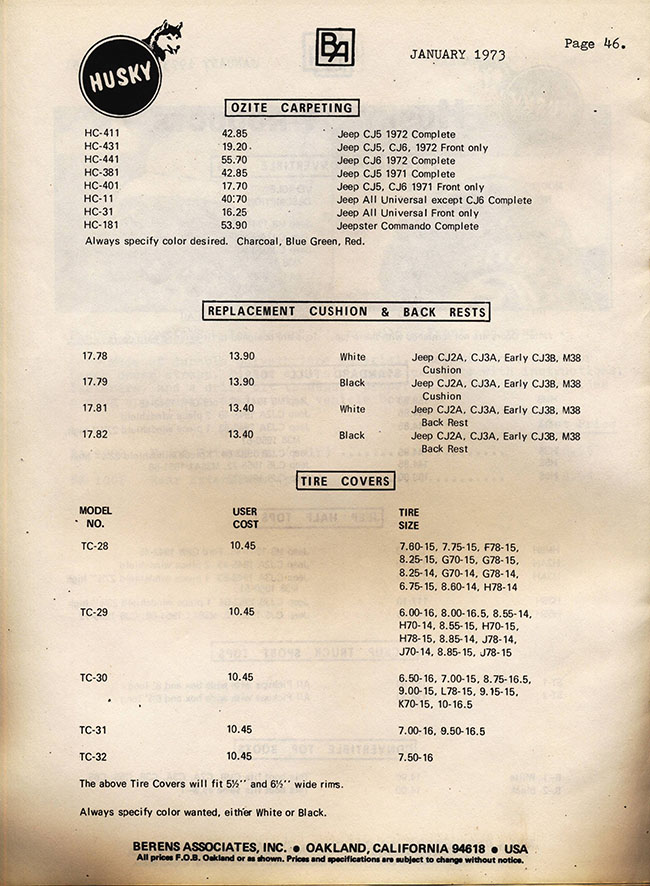 HUSKY
BA
JANUARY 1973
Page 46.
OZITE CARPETING
HC-411 42.85 Jeep CJ5 1972 Complete
HC-431 19.20 Jeep CJ5, CJ6, 1972 Front only
HC-441 55.70 Jeep CJ6 1972 Complete
HC-381 42.85 Jeep CJ5 1971 Complete
HC-401 17.70 Jeep CJ5, CJ6 1971 Front only
HC-11 40:70 Jeep All Universal except CJ6 Complete
HC-31 16.25 Jeep All Universal Front only
HC-181 53.90 Jeepster Commando Complete
Always specify color desired. Charcoal, Blue Green, Red.
REPLACEMENT CUSHION & BACK RESTS
17.78 13.90 White Jeep CJ2A, CJ3A, Early CJ3B, M38
Cushion
17.79 13.90 Black Jeep CJ2A, CJ3A, Early CJ3B, M38
Cushion
17.81 13.40 White Jeep CJ2A, CJ3A, Early CJ3B, M38
Back Rest
17.82 13.40 Black Jeep CJ2A, CJ3A, Early CJ3B, M38
Back Rest
TIRE COVERS
MODEL USER TIRE
NO. COST SIZE
TC-28 10.45 7.60-15, 7.75-15, F78-15,
8.25-15, G70-15, G78-15,
8.25-14, G70-14, G78-14,
6.75-15, 8.60-14, H78-14
TC-29 10.45 6.00-16, 8.00-16.5, 8.55-14,
H70-14, 8.55-15, H70-15,
H78-15, 8.85-14, J78-14,
J70-14, 8.85-15, J78-15
TC-30 10.45 6.50-16, 7.00-15, 8.75-16.5,
9.00-15, L78-15, 9.15-15,
K70-15, 10-16.5
TC-31 10.45 7.00-16, 9.50-16.5
TC-32 10.45 7.50-16
The above Tire Covers will fit 5½" and 6½" wide rims.
Always specify color wanted, either White or Black.
BERENS ASSOCIATES, INC. ● OAKLAND, CALIFORNIA 94618 ● USA
All prices F.O.B. Oakland or as shown. Prices and specifications are subject to change without notice.